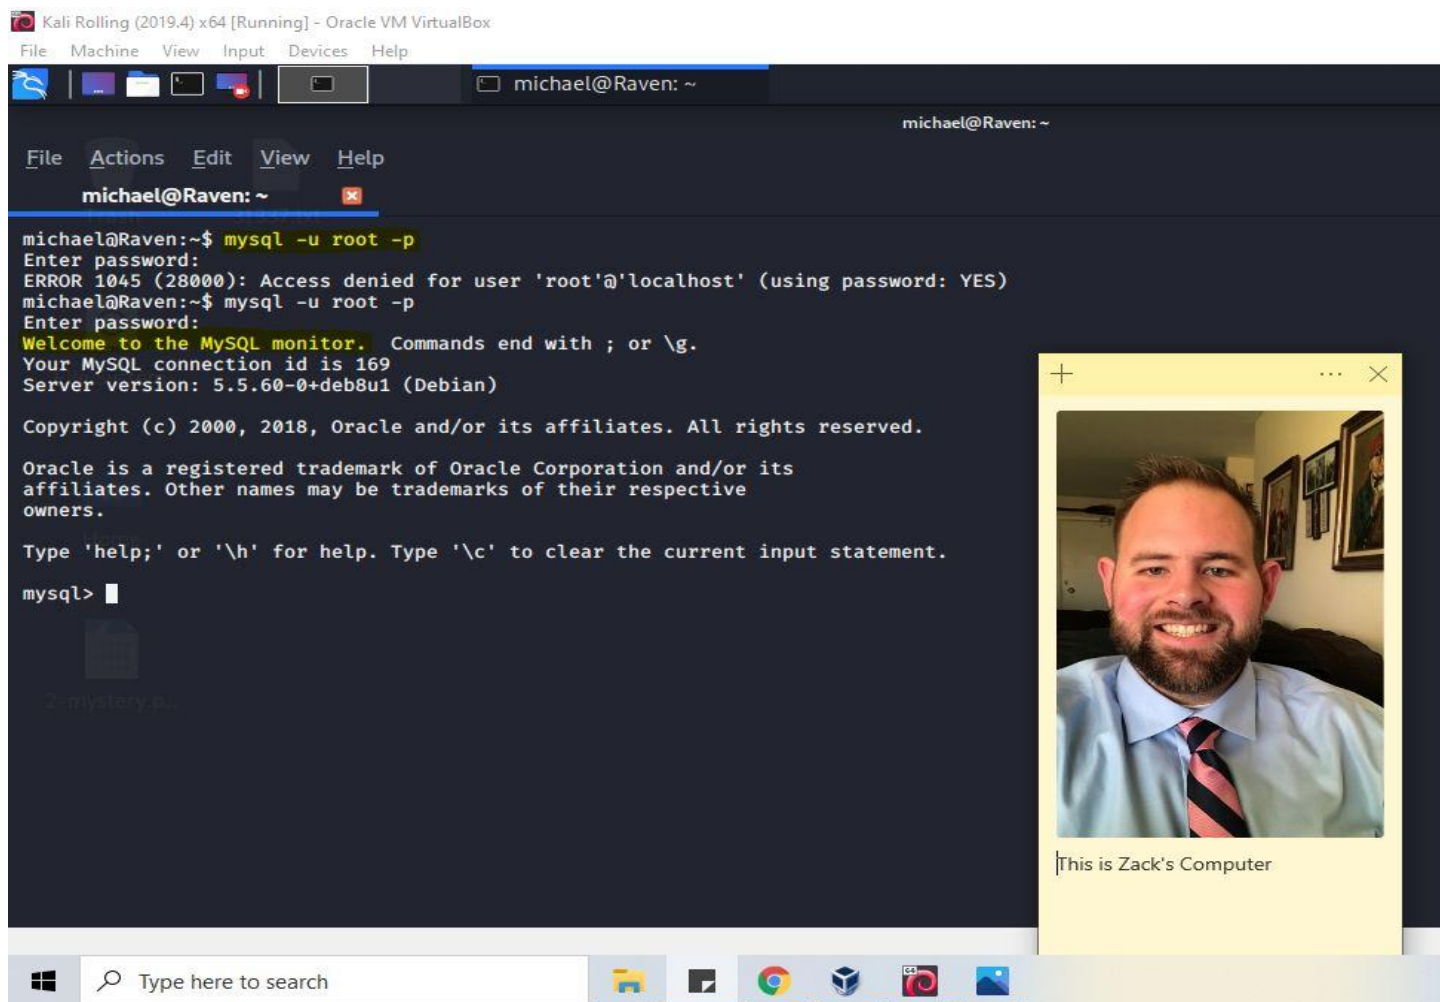 Kali Rolling (2019.4) x64 [Running] - Oracle VM VirtualBox
File Machine View Input Devices Help
michael@Raven: ~
michael@Raven: ~
File Actions Edit View Help
michael@Raven: ~
michael@Raven:~$ mysql -u root -p
Enter password:
ERROR 1045 (28000): Access denied for user 'root'@'localhost' (using password: YES)
michael@Raven:~$ mysql -u root -p
Enter password:
Welcome to the MySQL monitor.  Commands end with ; or \g.
Your MySQL connection id is 169
Server version: 5.5.60-0+deb8u1 (Debian)
Copyright (c) 2000, 2018, Oracle and/or its affiliates. All rights reserved.
Oracle is a registered trademark of Oracle Corporation and/or its
affiliates. Other names may be trademarks of their respective
owners.
Type 'help;' or '\h' for help. Type '\c' to clear the current input statement.
mysql>
2-mystery.p...
This is Zack's Computer
Type here to search